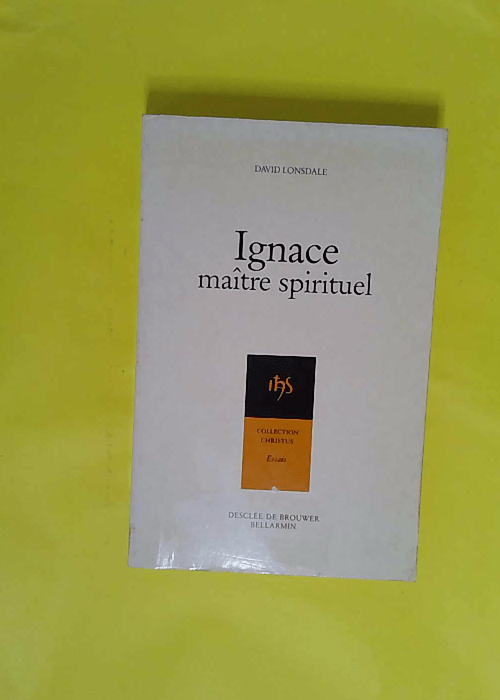 DAVID LONSDALE
Ignace
maître spirituel
ihs
COLLECTION
CHRISTUS
Essais
DESCLÉE DE BROUWER
BELLARMIN